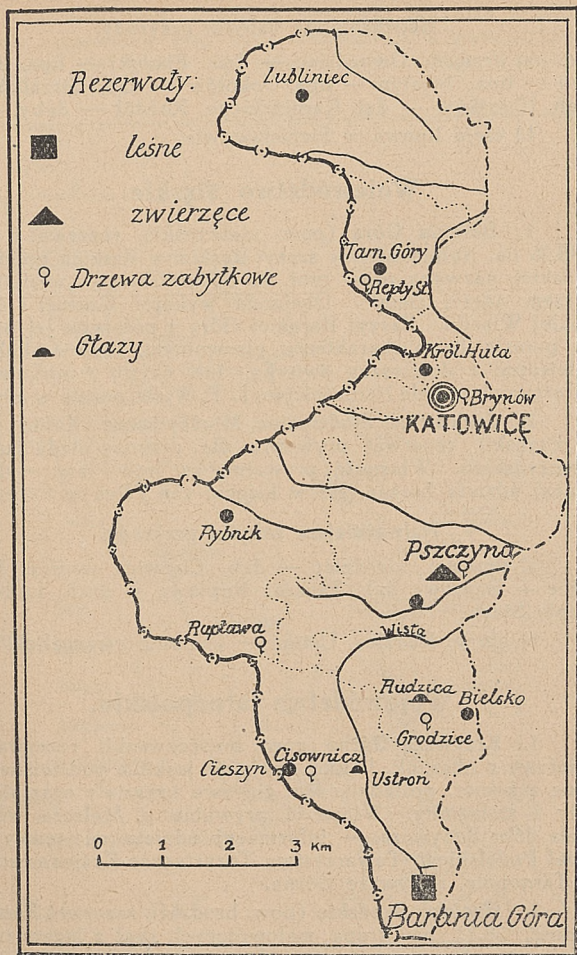 Rezerwaty:
leśne
zwierzęce
Drzewa zabytkowe
Głazy
Lubliniec
Tarn. Góry
Repty St.
Król. Huta
Brynów
KATOWICE
Rybnik
Pszczyna
Wisła
Rupława
Rudzica
Bielsko
Grodzice
Cisownica
Cieszyn
Ustroń
0 1 2 3 Km
Barania Góra